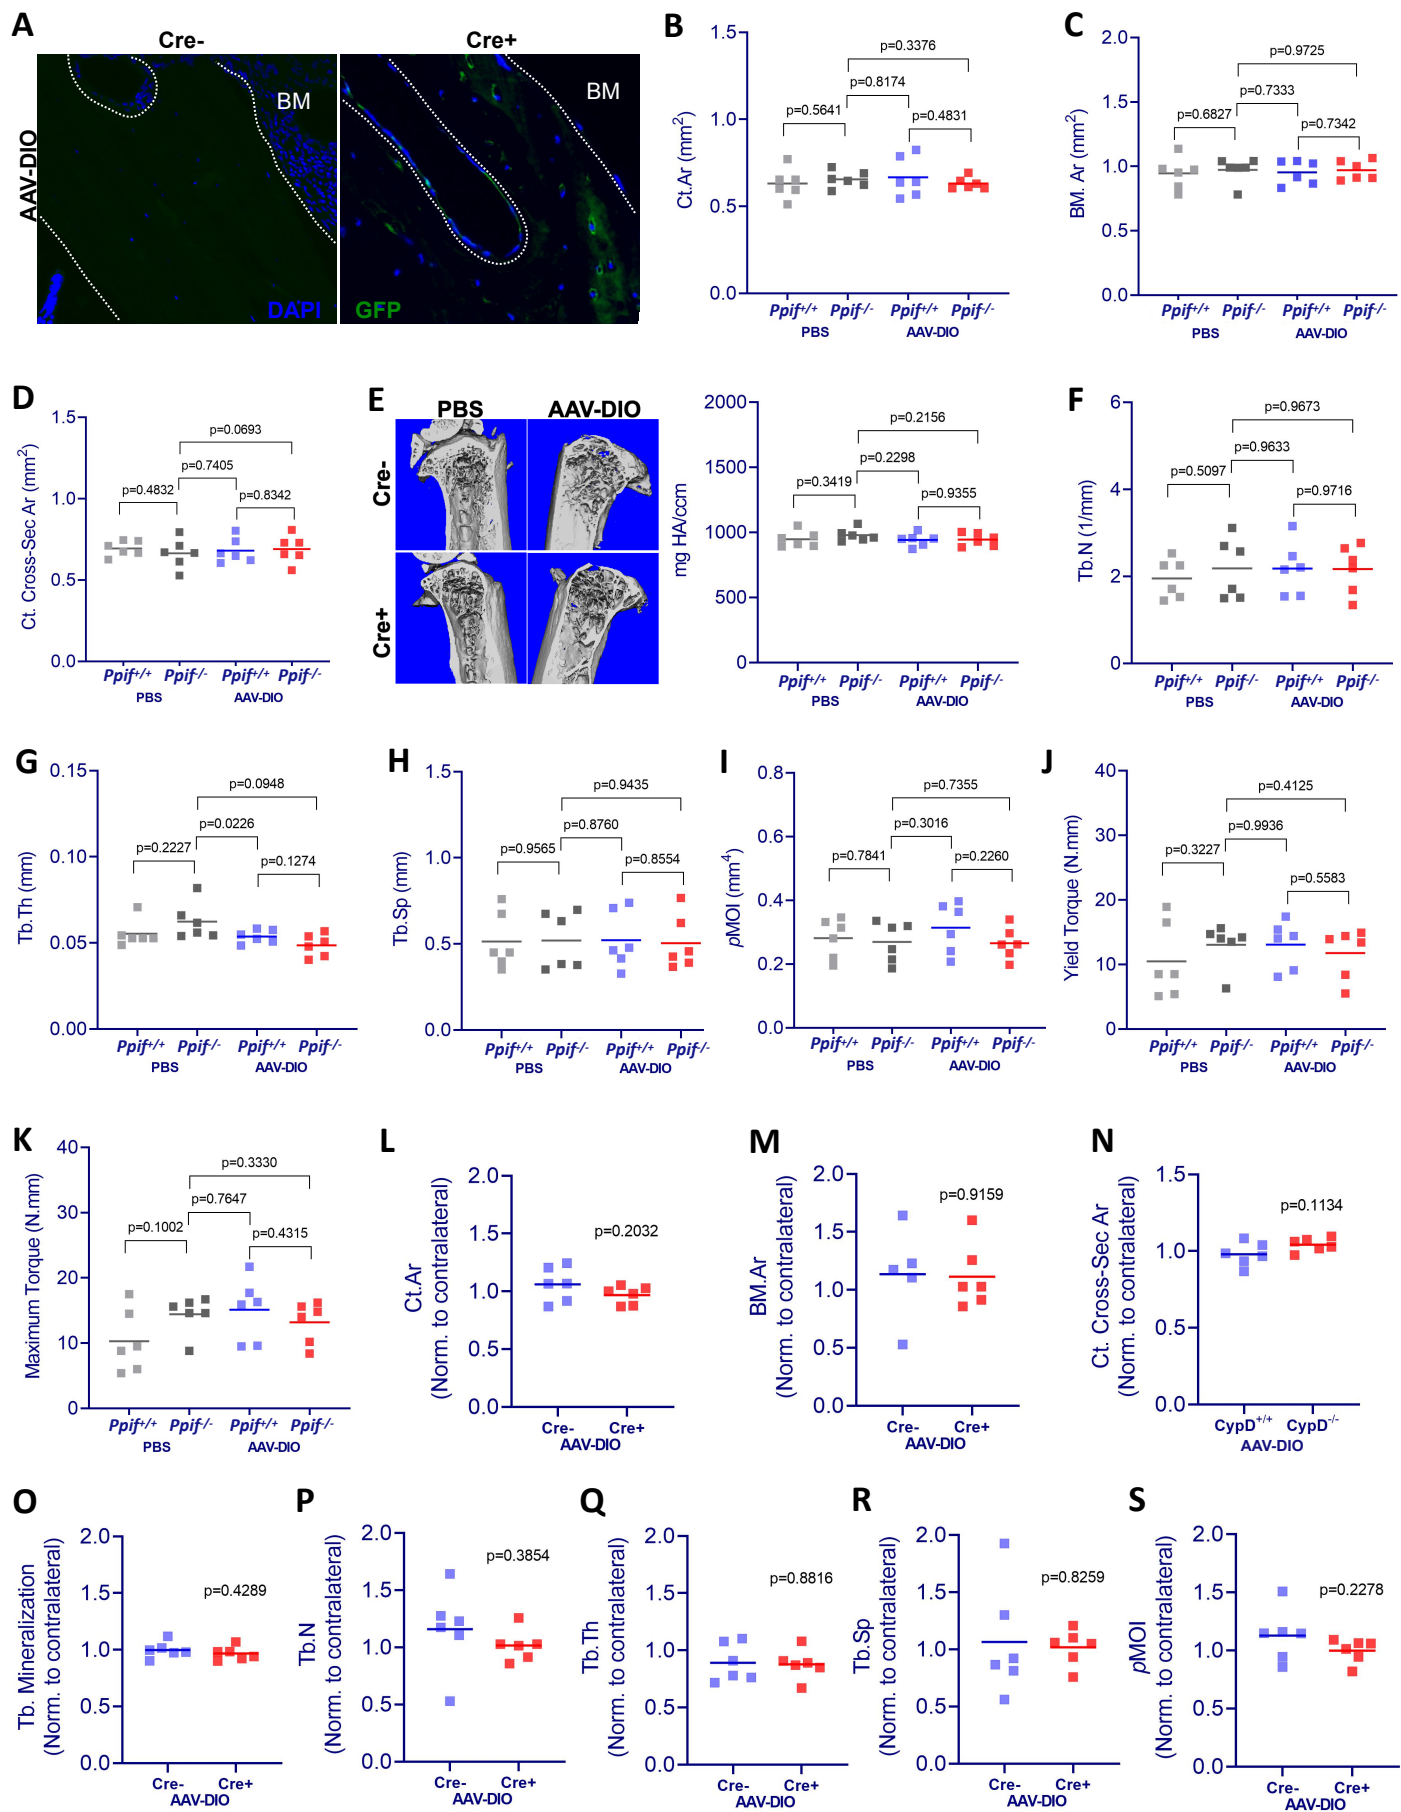 A
Cre-
Cre+
AAV-DIO
BM
BM
DAPI
GFP
B
Ct.Ar (mm2)
1.5
1.0
0.5
0.0
p=0.3376
p=0.8174
p=0.5641
p=0.4831
Ppif+/+ Ppif-/- Ppif+/+ Ppif-/-
PBS AAV-DIO
C
BM. Ar (mm2)
2.0
1.5
1.0
0.5
0.0
p=0.9725
p=0.7333
p=0.6827
p=0.7342
Ppif+/+ Ppif-/- Ppif+/+ Ppif-/-
PBS AAV-DIO
D
Ct. Cross-Sec Ar (mm2)
1.5
1.0
0.5
0.0
p=0.0693
p=0.7405
p=0.4832
p=0.8342
Ppif+/+ Ppif-/- Ppif+/+ Ppif-/-
PBS AAV-DIO
E
PBS AAV-DIO
Cre-
Cre+
mg HA/ccm
2000
1500
1000
500
0
p=0.2156
p=0.2298
p=0.3419
p=0.9355
Ppif+/+ Ppif-/- Ppif+/+ Ppif-/-
PBS AAV-DIO
F
Tb.N (1/mm)
6
4
2
0
p=0.9673
p=0.9633
p=0.5097
p=0.9716
Ppif+/+ Ppif-/- Ppif+/+ Ppif-/-
PBS AAV-DIO
G
Tb.Th (mm)
0.15
0.10
0.05
0.00
p=0.0948
p=0.0226
p=0.2227
p=0.1274
Ppif+/+ Ppif-/- Ppif+/+ Ppif-/-
PBS AAV-DIO
H
Tb.Sp (mm)
1.5
1.0
0.5
0.0
p=0.9435
p=0.8760
p=0.9565
p=0.8554
Ppif+/+ Ppif-/- Ppif+/+ Ppif-/-
PBS AAV-DIO
I
pMOI (mm4)
0.8
0.6
0.4
0.2
0.0
p=0.7355
p=0.3016
p=0.7841
p=0.2260
Ppif+/+ Ppif-/- Ppif+/+ Ppif-/-
PBS AAV-DIO
J
Yield Torque (N.mm)
40
30
20
10
0
p=0.4125
p=0.9936
p=0.3227
p=0.5583
Ppif+/+ Ppif-/- Ppif+/+ Ppif-/-
PBS AAV-DIO
K
Maximum Torque (N.mm)
40
30
20
10
0
p=0.3330
p=0.7647
p=0.1002
p=0.4315
Ppif+/+ Ppif-/- Ppif+/+ Ppif-/-
PBS AAV-DIO
L
Ct.Ar
(Norm. to contralateral)
2.0
1.5
1.0
0.5
0.0
p=0.2032
Cre- Cre+
AAV-DIO
M
BM.Ar
(Norm. to contralateral)
2.0
1.5
1.0
0.5
0.0
p=0.9159
Cre- Cre+
AAV-DIO
N
Ct. Cross-Sec Ar
(Norm. to contralateral)
1.5
1.0
0.5
0.0
p=0.1134
CypD+/+ CypD-/-
AAV-DIO
O
Tb. Mineralization
(Norm. to contralateral)
2.0
1.5
1.0
0.5
0.0
p=0.4289
Cre- Cre+
AAV-DIO
P
Tb.N
(Norm. to contralateral)
2.0
1.5
1.0
0.5
0.0
p=0.3854
Cre- Cre+
AAV-DIO
Q
Tb.Th
(Norm. to contralateral)
2.0
1.5
1.0
0.5
0.0
p=0.8816
Cre- Cre+
AAV-DIO
R
Tb.Sp
(Norm. to contralateral)
2.0
1.5
1.0
0.5
0.0
p=0.8259
Cre- Cre+
AAV-DIO
S
pMOI
(Norm. to contralateral)
2.0
1.5
1.0
0.5
0.0
p=0.2278
Cre- Cre+
AAV-DIO